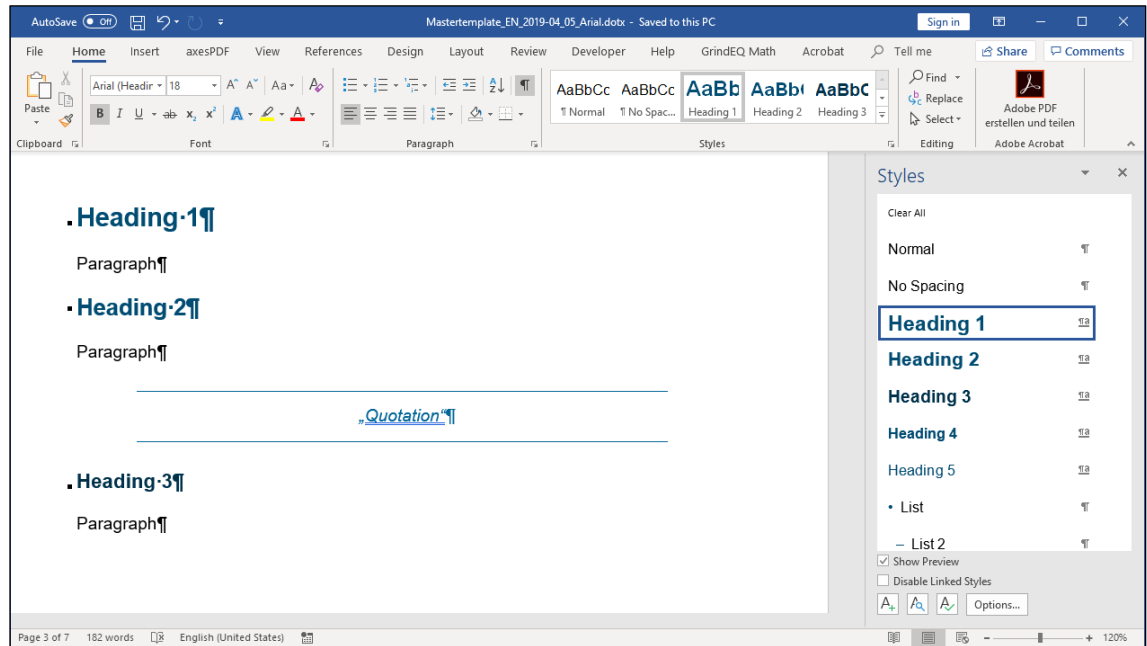 AutoSave Off Mastertemplate_EN_2019-04_05_Arial.dotx - Saved to this PC Sign in
File Home Insert axesPDF View References Design Layout Review Developer Help GrindEQ Math Acrobat Tell me Share Comments
Paste
Arial (Headin 18 A^ A˅ Aa
B I U ab x₂ x² A A
AaBbCc AaBbCc AaBb AaBb( AaBbC
¶ Normal ¶ No Spac... Heading 1 Heading 2 Heading 3
Find
Replace
Select
Adobe PDF
erstellen und teilen
Clipboard Font Paragraph Styles Editing Adobe Acrobat
Heading·1¶
Paragraph¶
Heading·2¶
Paragraph¶
„Quotation“¶
Heading·3¶
Paragraph¶
Styles
Clear All
Normal ¶
No Spacing ¶
Heading 1 ¶a
Heading 2 ¶a
Heading 3 ¶a
Heading 4 ¶a
Heading 5 ¶a
• List ¶
– List 2 ¶
Show Preview
Disable Linked Styles
Options...
Page 3 of 7 182 words English (United States) 120%